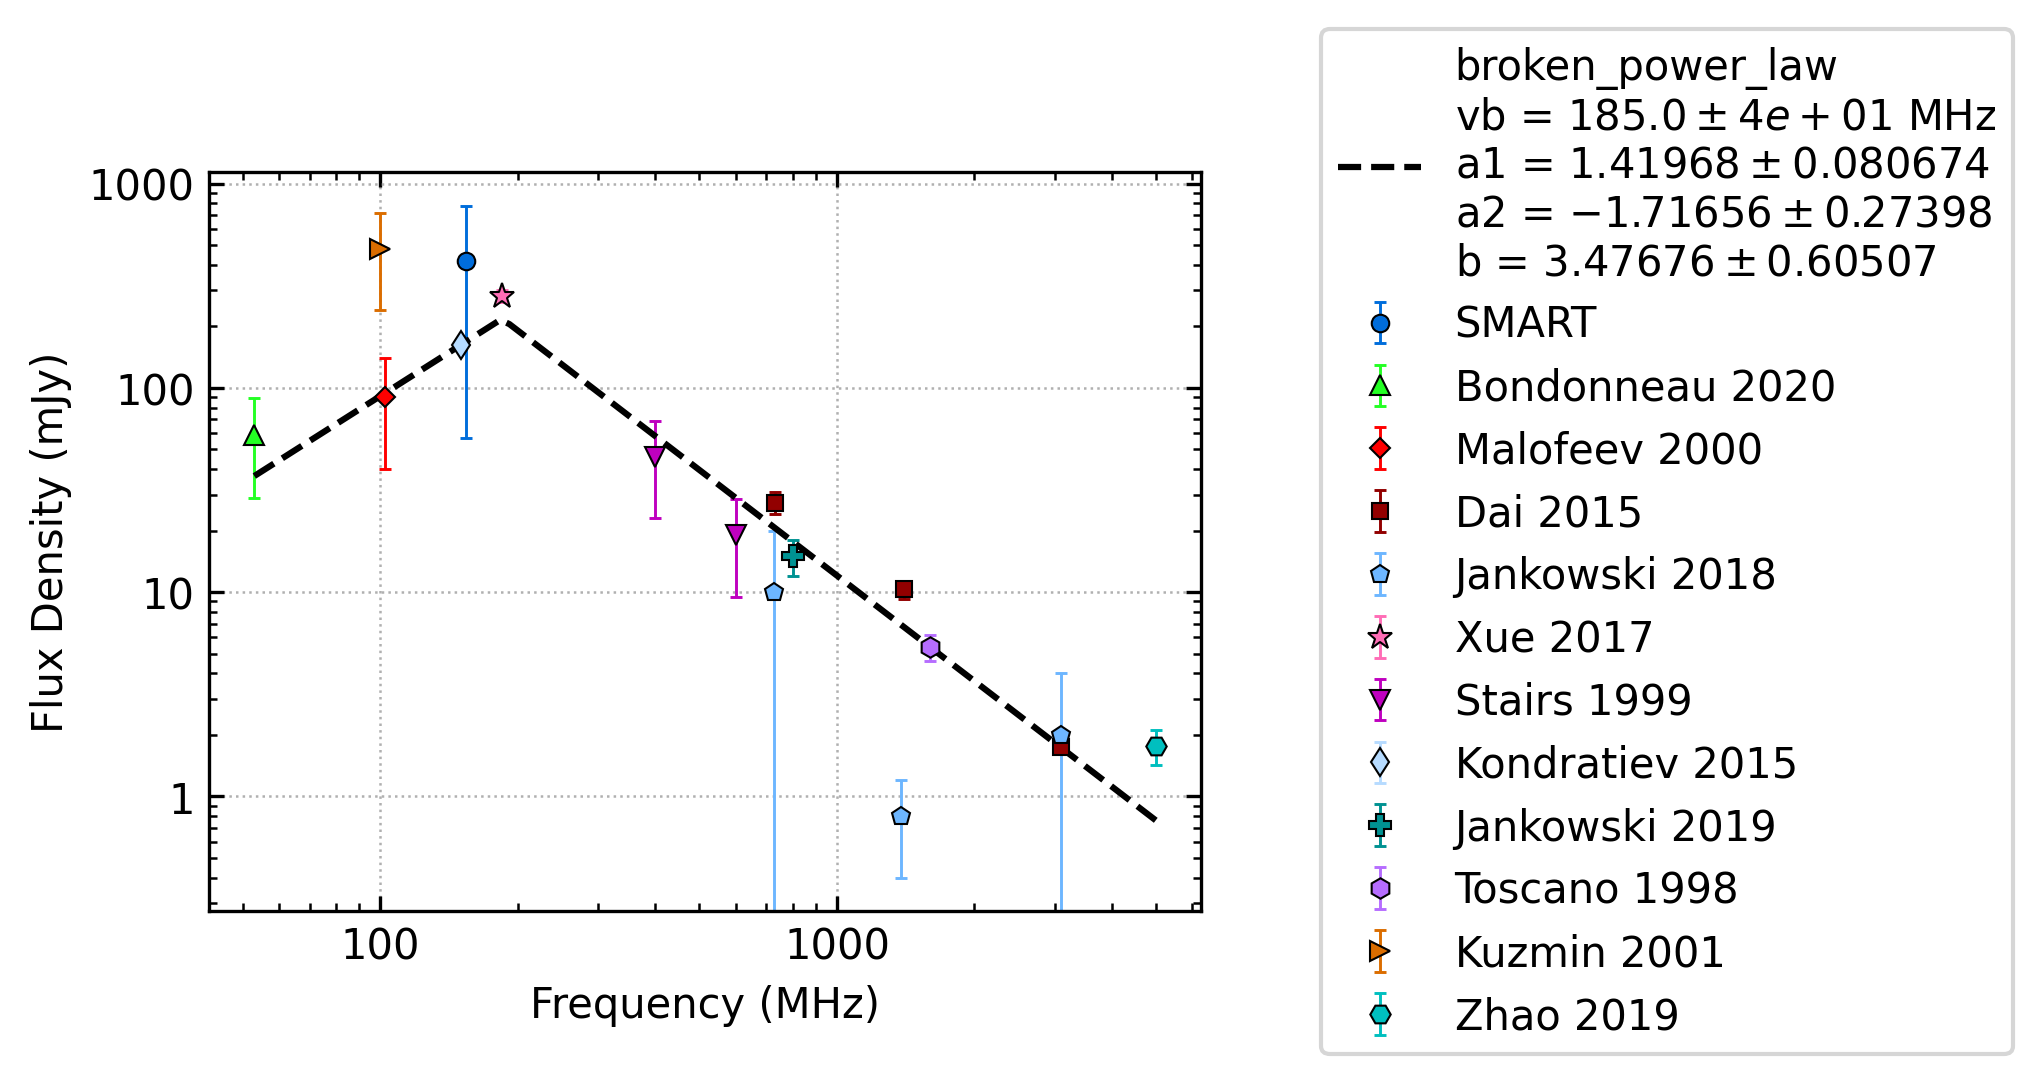 broken_power_law
vb = 185.0 ± 4e + 01 MHz
a1 = 1.41968 ± 0.080674
a2 = −1.71656 ± 0.27398
b = 3.47676 ± 0.60507
SMART
Bondonneau 2020
Malofeev 2000
Dai 2015
Jankowski 2018
Xue 2017
Stairs 1999
Kondratiev 2015
Jankowski 2019
Toscano 1998
Kuzmin 2001
Zhao 2019
Flux Density (mJy)
1000
100
10
1
100 1000
Frequency (MHz)